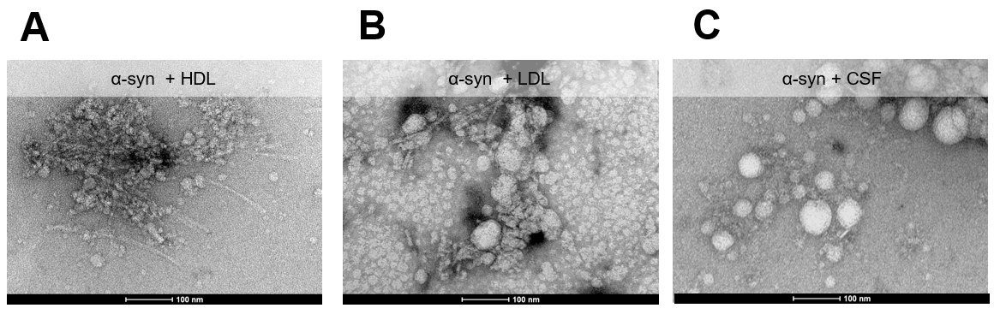 A
B
C
α-syn + HDL
α-syn + LDL
α-syn + CSF
100 nm
100 nm
100 nm